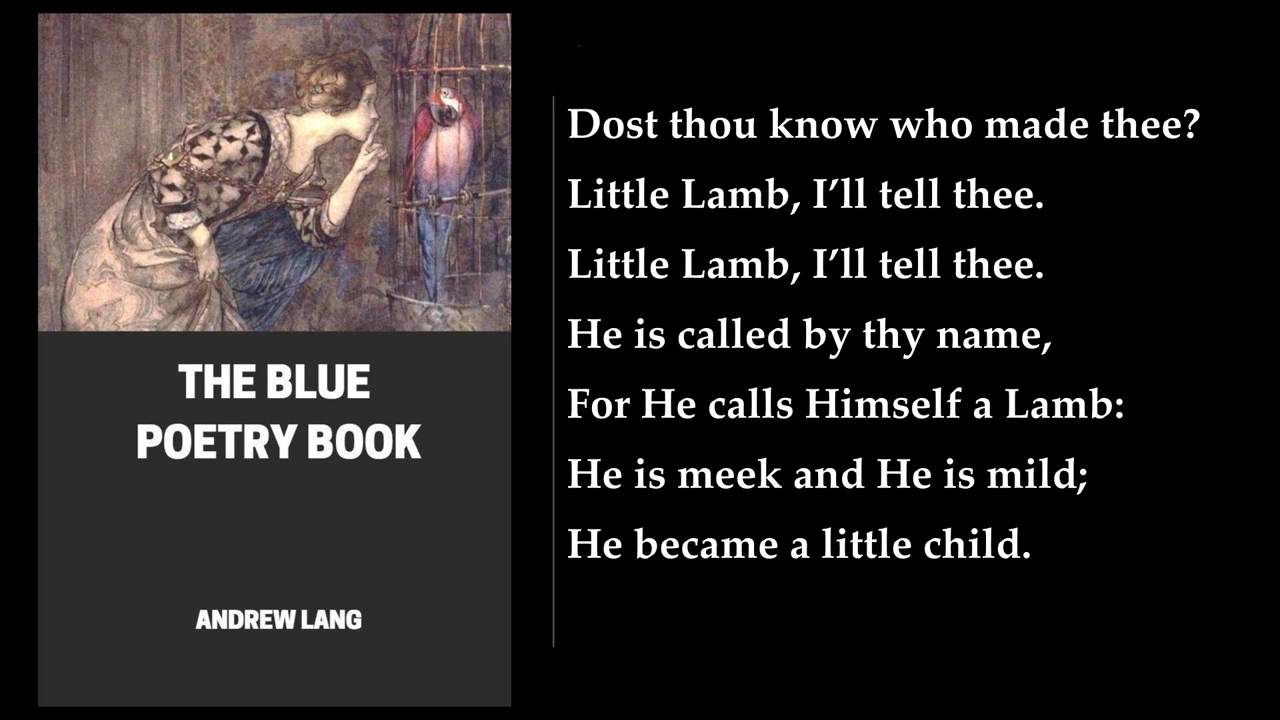 THE BLUE
POETRY BOOK
ANDREW LANG
Dost thou know who made thee?
Little Lamb, I’ll tell thee.
Little Lamb, I’ll tell thee.
He is called by thy name,
For He calls Himself a Lamb:
He is meek and He is mild;
He became a little child.